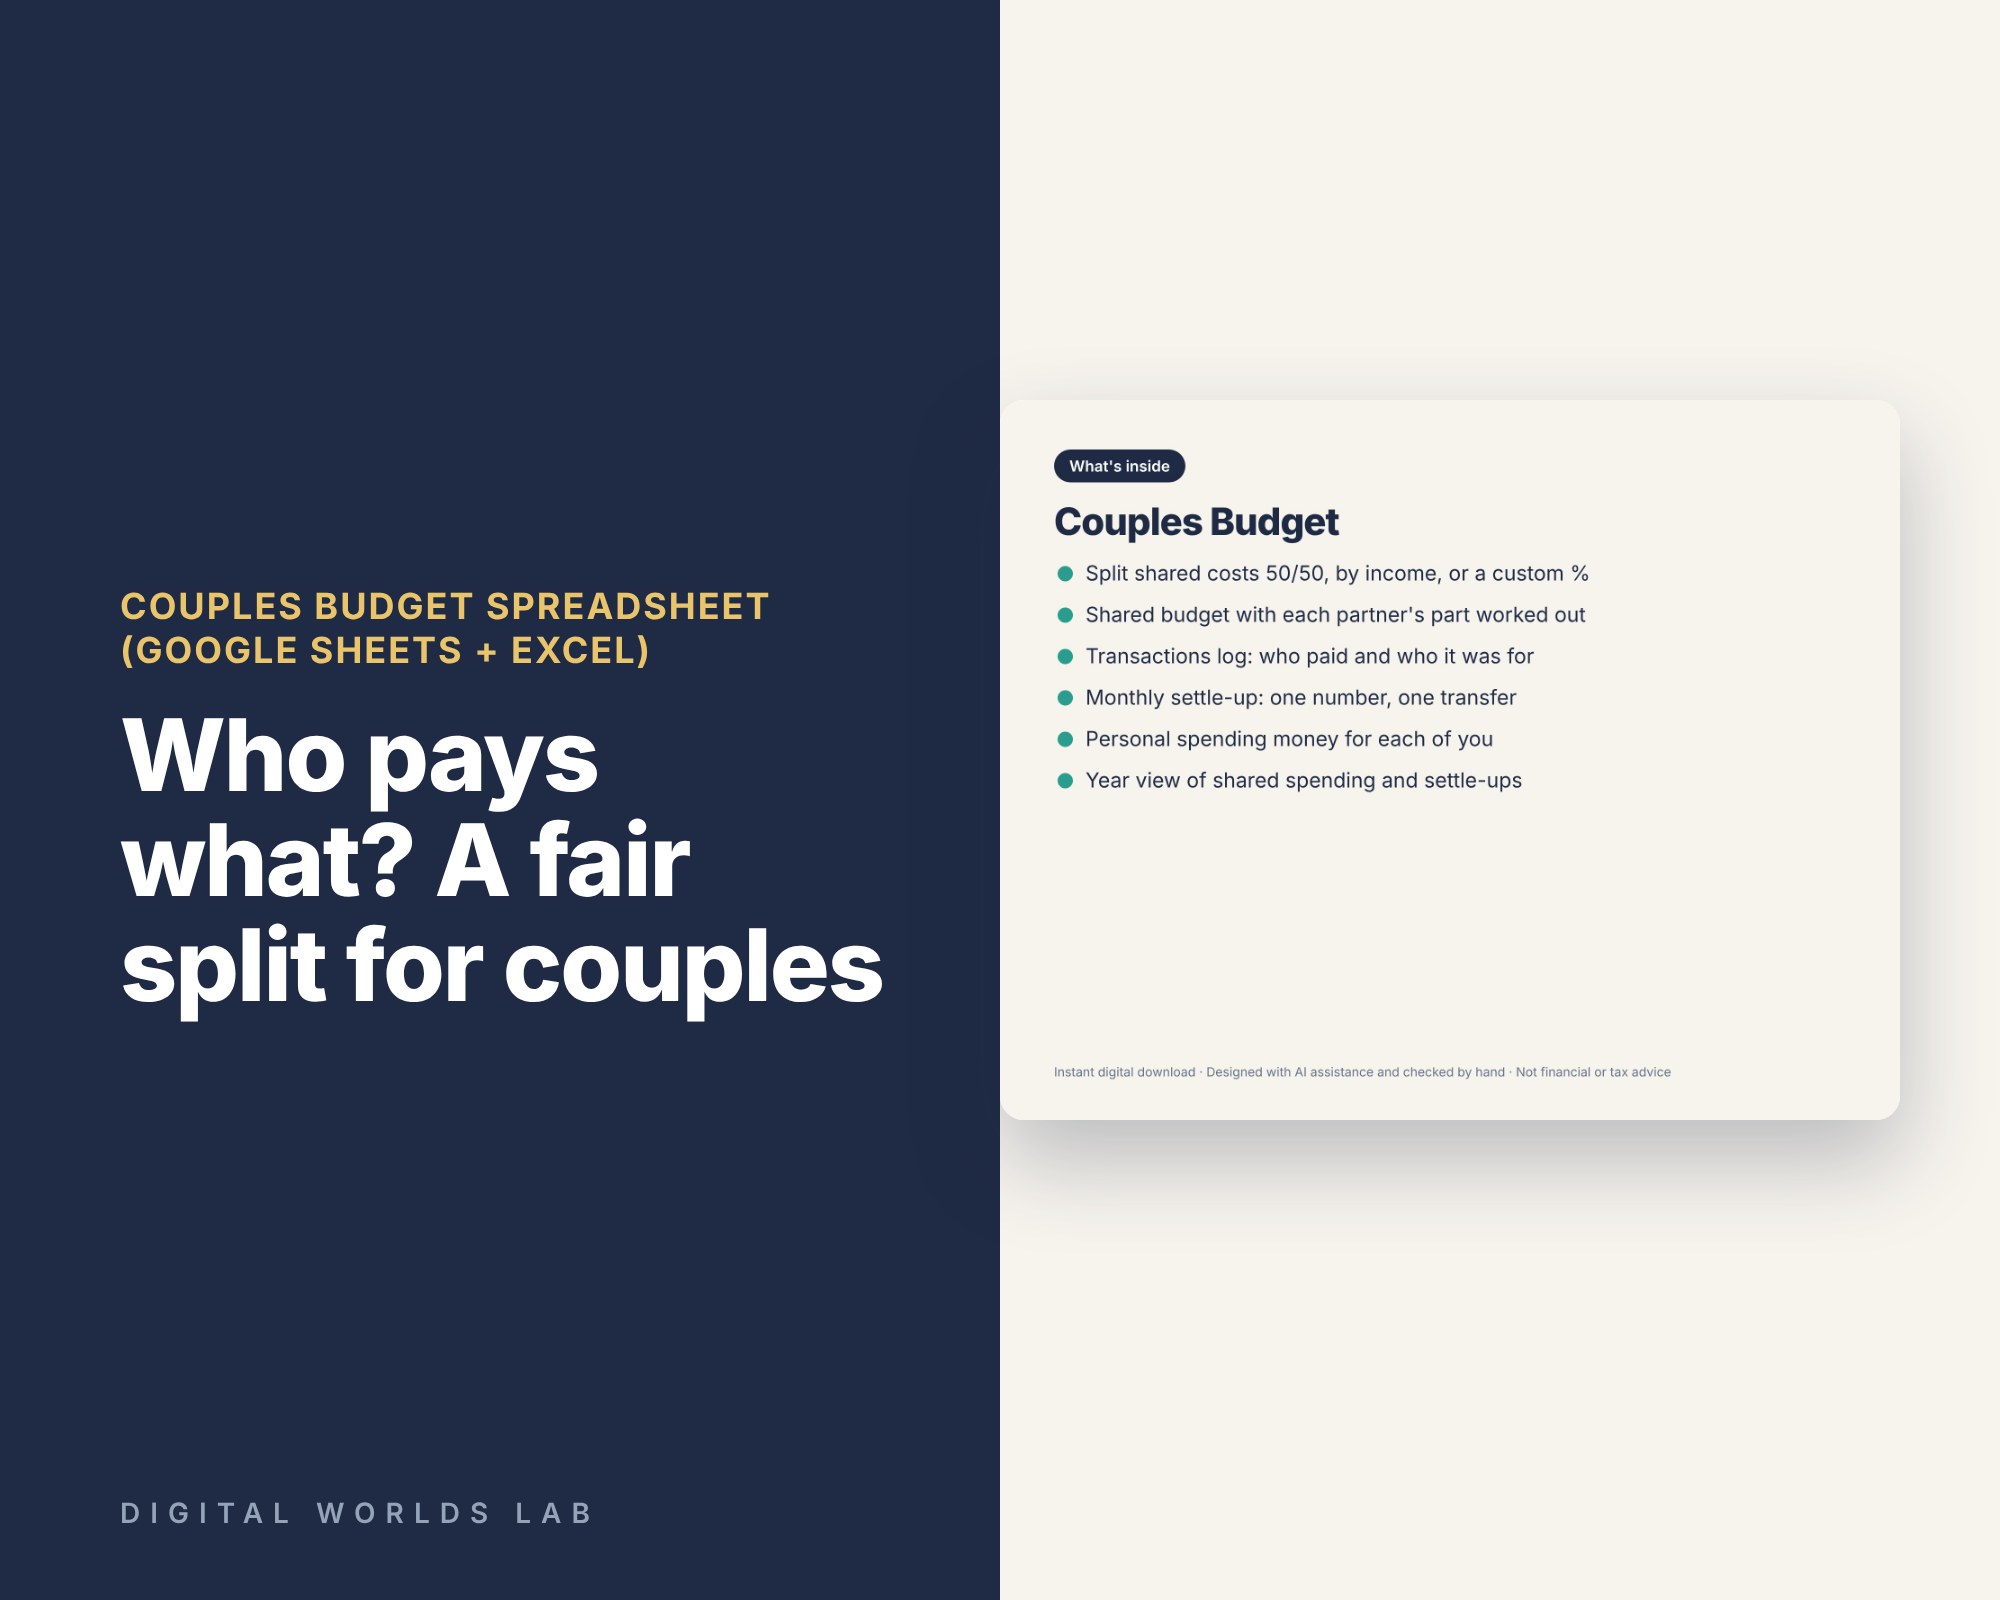 COUPLES BUDGET SPREADSHEET
(GOOGLE SHEETS + EXCEL)
Who pays
what? A fair
split for couples
DIGITAL WORLDS LAB
What's inside
Couples Budget
Split shared costs 50/50, by income, or a custom %
Shared budget with each partner's part worked out
Transactions log: who paid and who it was for
Monthly settle-up: one number, one transfer
Personal spending money for each of you
Year view of shared spending and settle-ups
Instant digital download · Designed with AI assistance and checked by hand · Not financial or tax advice